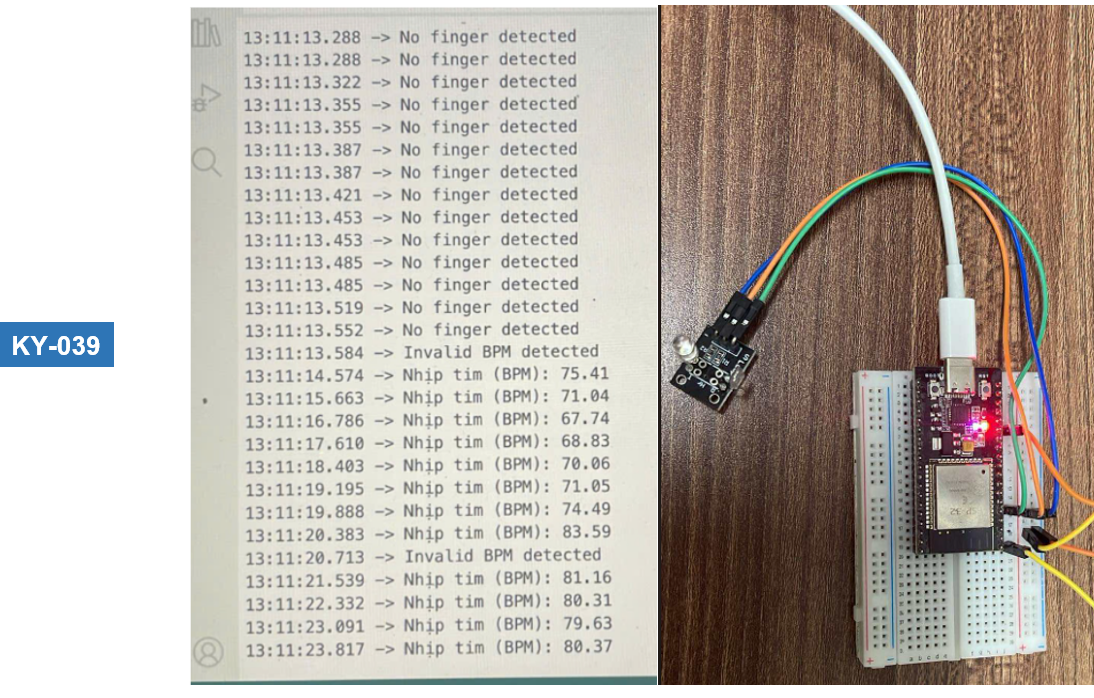 KY-039
13:11:13.288 -> No finger detected
13:11:13.288 -> No finger detected
13:11:13.322 -> No finger detected
13:11:13.355 -> No finger detected
13:11:13.355 -> No finger detected
13:11:13.387 -> No finger detected
13:11:13.387 -> No finger detected
13:11:13.421 -> No finger detected
13:11:13.453 -> No finger detected
13:11:13.453 -> No finger detected
13:11:13.485 -> No finger detected
13:11:13.485 -> No finger detected
13:11:13.519 -> No finger detected
13:11:13.552 -> No finger detected
13:11:13.584 -> Invalid BPM detected
13:11:14.574 -> Nhịp tim (BPM): 75.41
13:11:15.663 -> Nhịp tim (BPM): 71.04
13:11:16.786 -> Nhịp tim (BPM): 67.74
13:11:17.610 -> Nhịp tim (BPM): 68.83
13:11:18.403 -> Nhịp tim (BPM): 70.06
13:11:19.195 -> Nhịp tim (BPM): 71.05
13:11:19.888 -> Nhịp tim (BPM): 74.49
13:11:20.383 -> Nhịp tim (BPM): 83.59
13:11:20.713 -> Invalid BPM detected
13:11:21.539 -> Nhịp tim (BPM): 81.16
13:11:22.332 -> Nhịp tim (BPM): 80.31
13:11:23.091 -> Nhịp tim (BPM): 79.63
13:11:23.817 -> Nhịp tim (BPM): 80.37